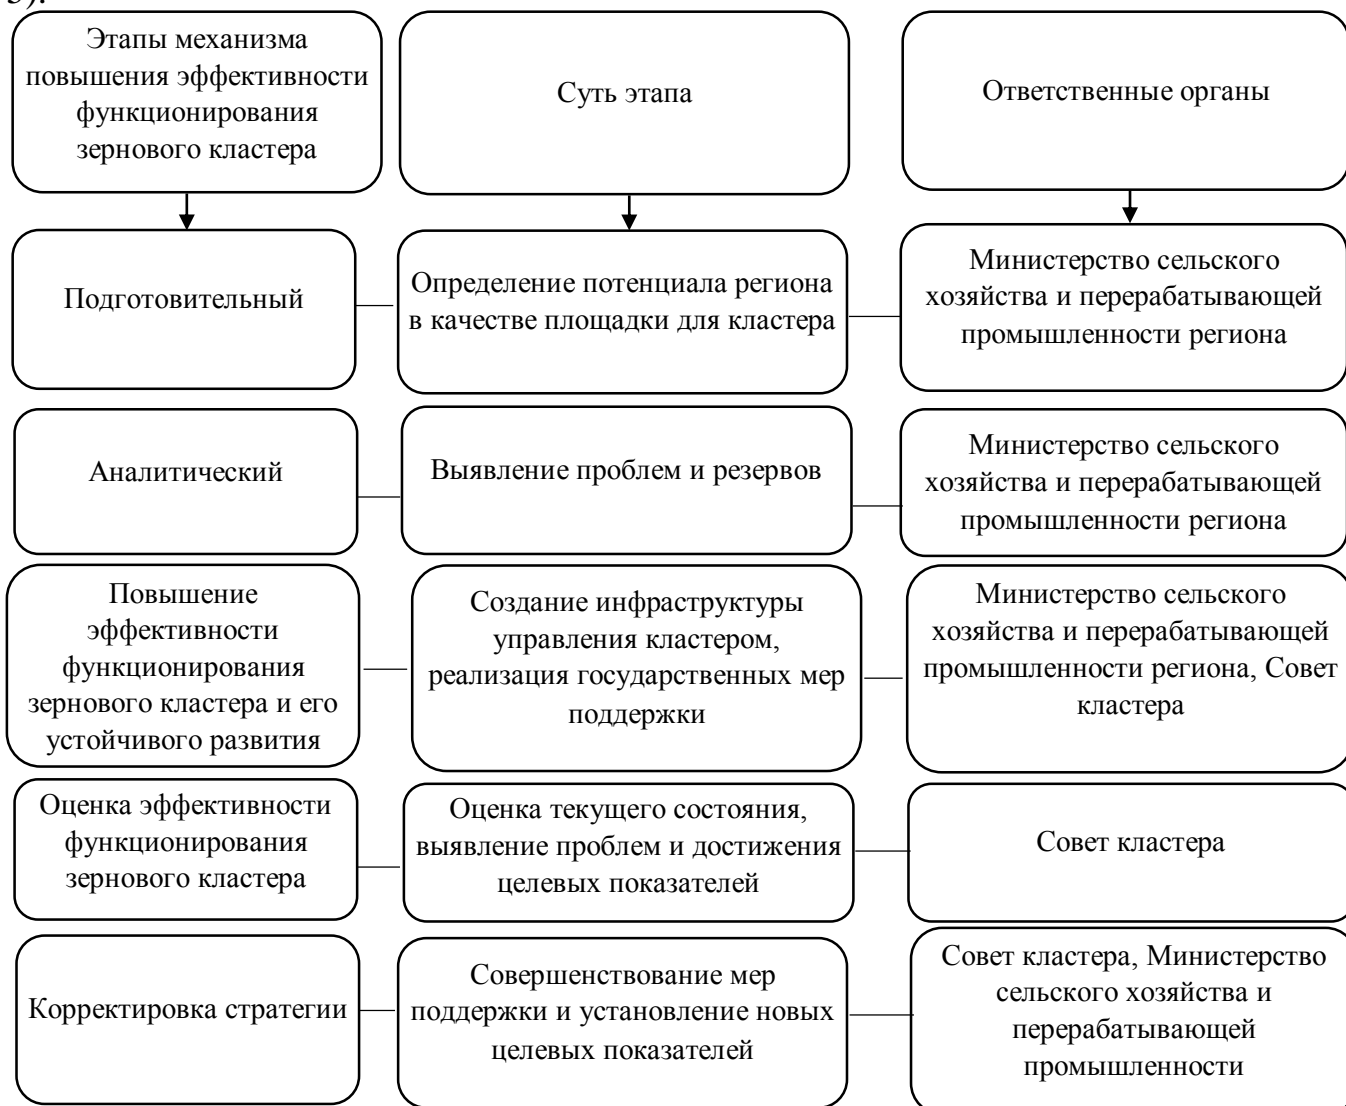 3).
Этапы механизма
повышения эффективности
функционирования
зернового кластера
Суть этапа
Ответственные органы
Подготовительный
Определение потенциала региона
в качестве площадки для кластера
Министерство сельского
хозяйства и перерабатывающей
промышленности региона
Аналитический
Выявление проблем и резервов
Министерство сельского
хозяйства и перерабатывающей
промышленности региона
Повышение
эффективности
функционирования
зернового кластера и его
устойчивого развития
Создание инфраструктуры
управления кластером,
реализация государственных мер
поддержки
Министерство сельского
хозяйства и перерабатывающей
промышленности региона, Совет
кластера
Оценка эффективности
функционирования
зернового кластера
Оценка текущего состояния,
выявление проблем и достижения
целевых показателей
Совет кластера
Корректировка стратегии
Совершенствование мер
поддержки и установление новых
целевых показателей
Совет кластера, Министерство
сельского хозяйства и
перерабатывающей
промышленности